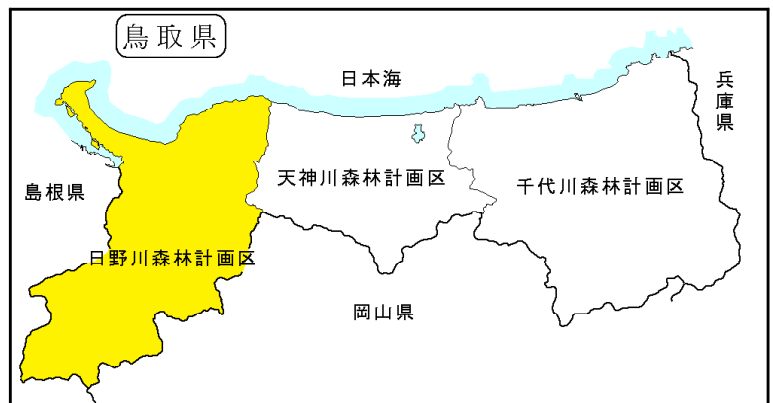 鳥取県
日本海
兵庫県
島根県
天神川森林計画区
千代川森林計画区
日野川森林計画区
岡山県